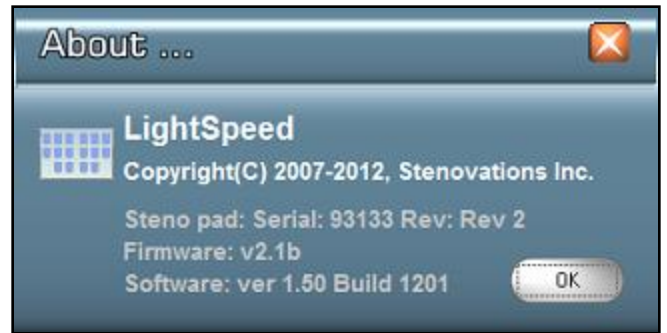 About ...
LightSpeed
Copyright(C) 2007-2012, Stenovations Inc.
Steno pad: Serial: 93133 Rev: Rev 2
Firmware: v2.1b
Software: ver 1.50 Build 1201
OK